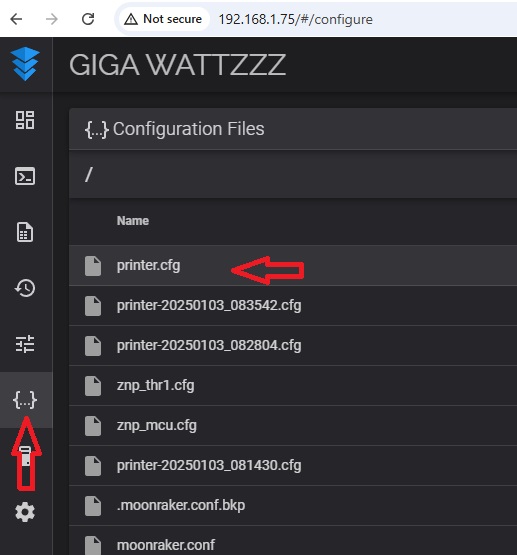 Not secure 192.168.1.75/#/configure
GIGA WATTZZZ
{...} Configuration Files
/
Name
printer.cfg
printer-20250103_083542.cfg
printer-20250103_082804.cfg
znp_thr1.cfg
znp_mcu.cfg
{...}
printer-20250103_081430.cfg
.moonraker.conf.bkp
moonraker.conf